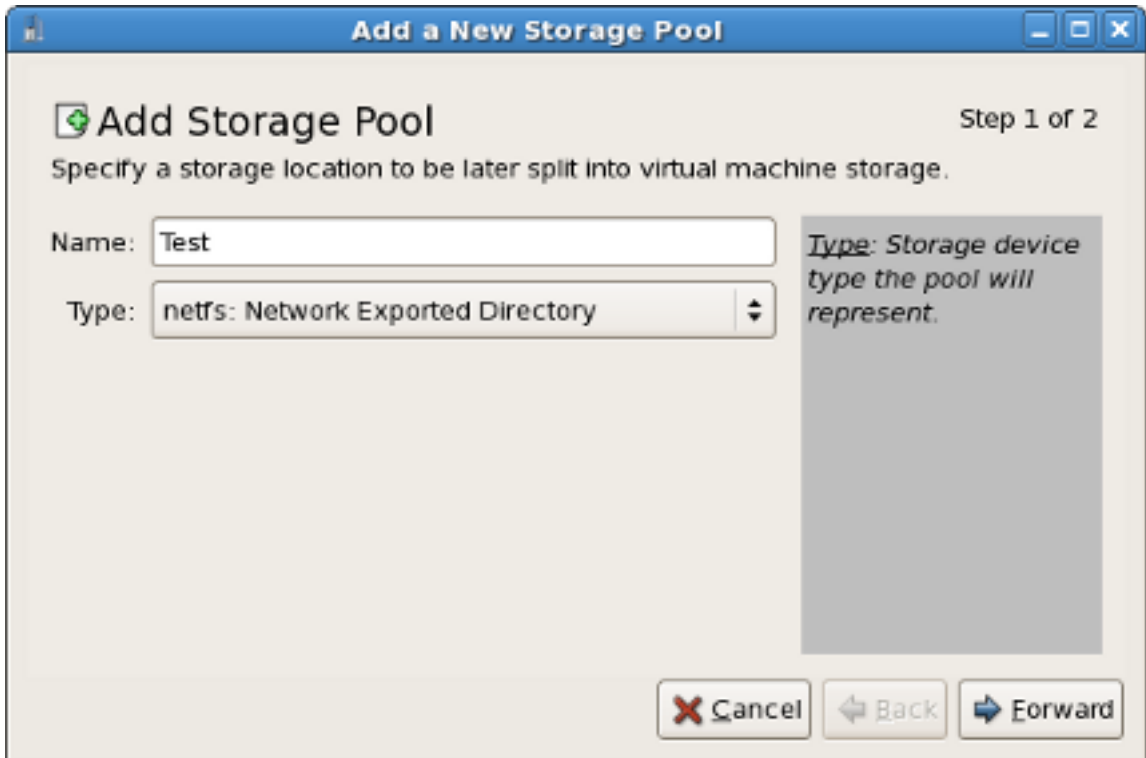 Add a New Storage Pool
Add Storage Pool
Step 1 of 2
Specify a storage location to be later split into virtual machine storage.
Name: Test
Type: netfs: Network Exported Directory
Type: Storage device
type the pool will
represent.
Cancel
Back
Forward